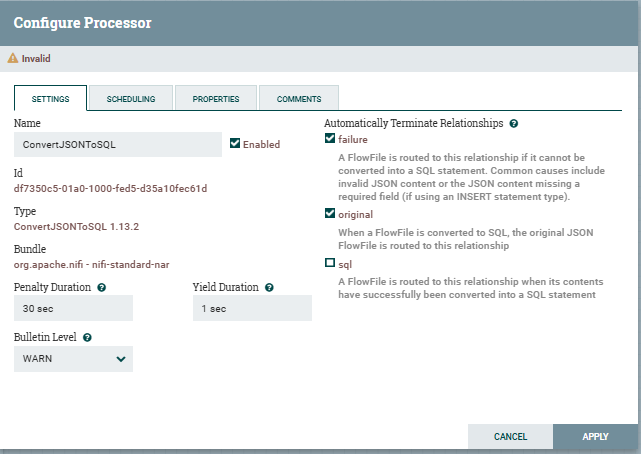 Configure Processor
Invalid
SETTINGS
SCHEDULING
PROPERTIES
COMMENTS
Name
ConvertJSONToSQL
Enabled
Id
df7350c5-01a0-1000-fed5-d35a10fec61d
Type
ConvertJSONToSQL 1.13.2
Bundle
org.apache.nifi - nifi-standard-nar
Penalty Duration
Yield Duration
30 sec
1 sec
Bulletin Level
WARN
Automatically Terminate Relationships
failure
A FlowFile is routed to this relationship if it cannot be
converted into a SQL statement. Common causes include
invalid JSON content or the JSON content missing a
required field (if using an INSERT statement type).
original
When a FlowFile is converted to SQL, the original JSON
FlowFile is routed to this relationship
sql
A FlowFile is routed to this relationship when its contents
have successfully been converted into a SQL statement
CANCEL
APPLY